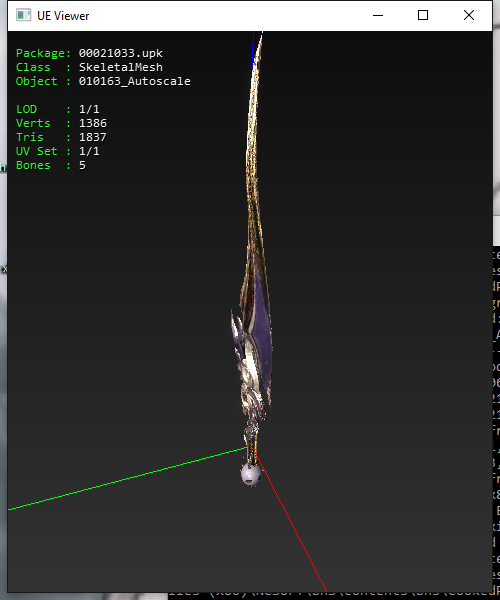 UE Viewer
Package: 00021033.upk
Class : SkeletalMesh
Object : 010163_Autoscale
LOD : 1/1
Verts : 1386
Tris : 1837
UV Set : 1/1
Bones : 5